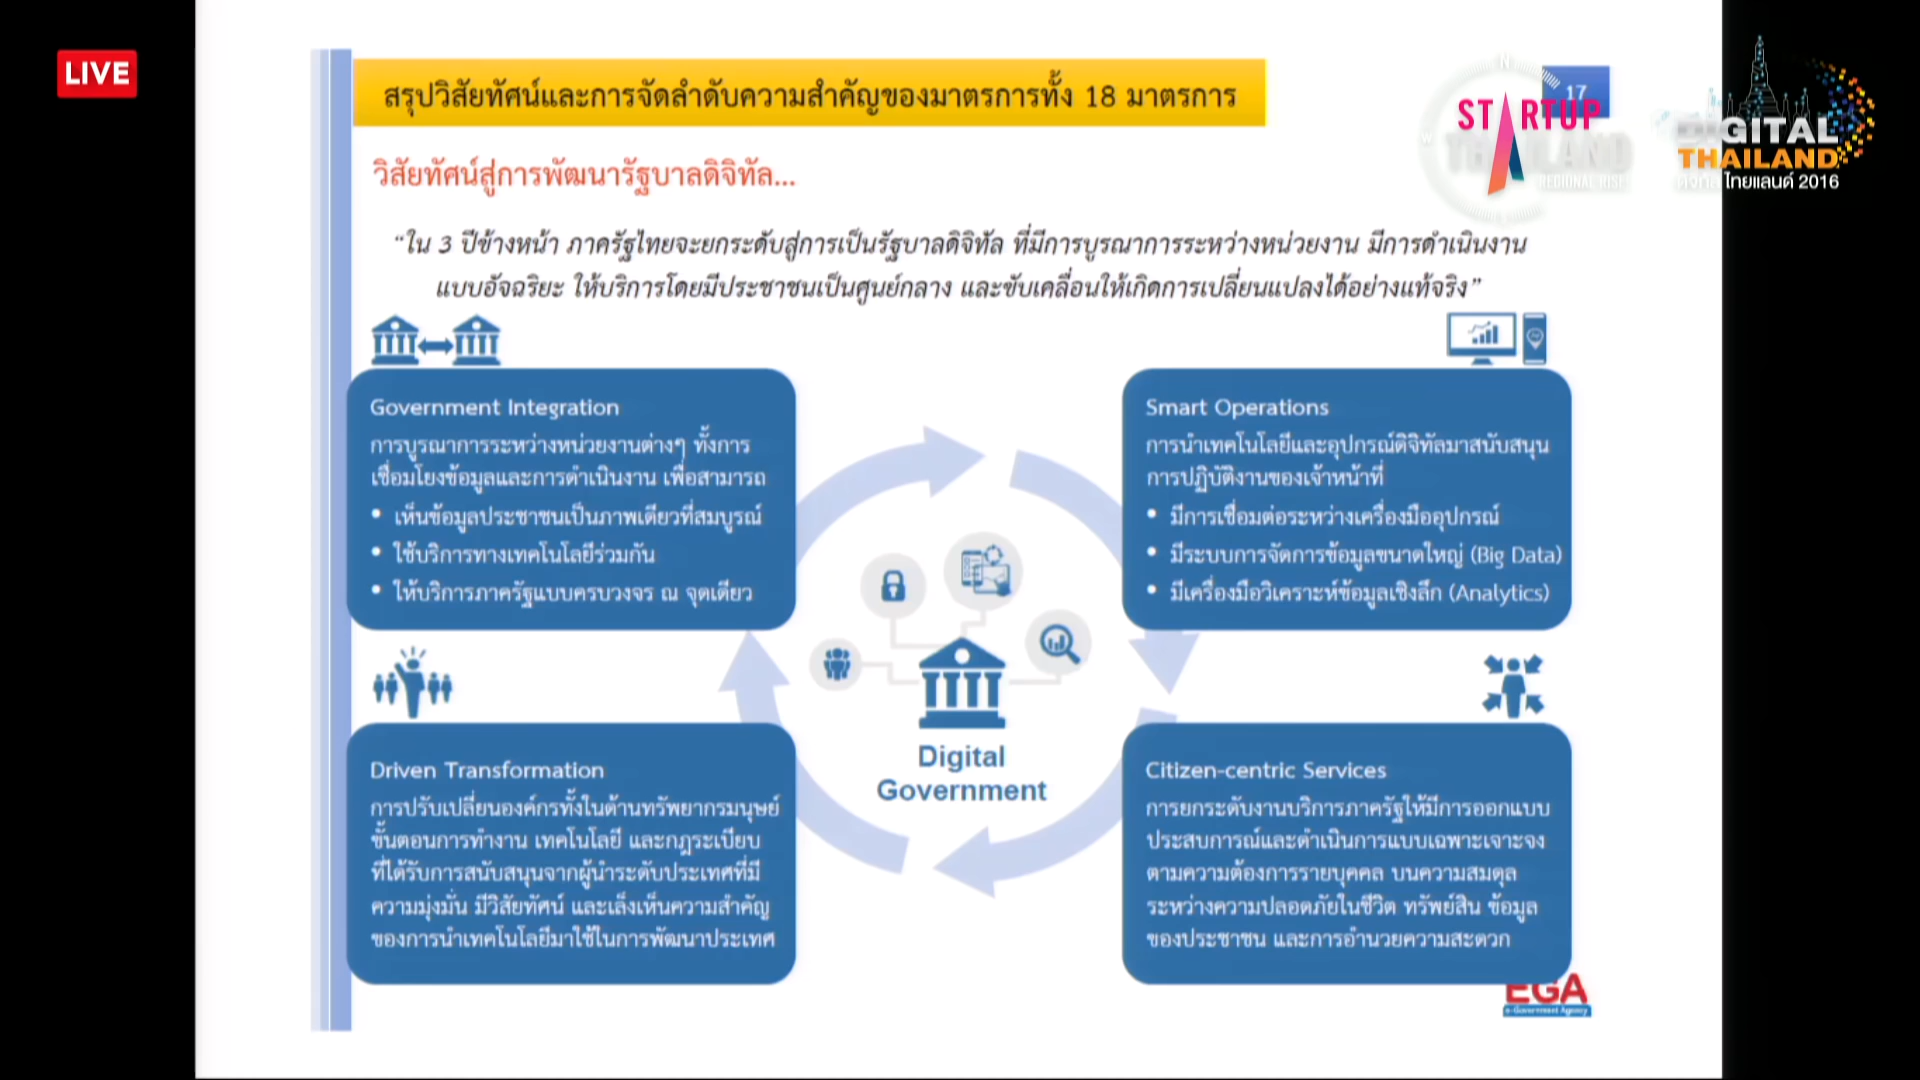 LIVE
สรุปวิสัยทัศน์และการจัดลำดับความสำคัญของมาตรการทั้ง 18 มาตรการ
17
STARTUP
THAILAND
REGIONAL RISE
DIGITAL
THAILAND
ดิจิทัล ไทยแลนด์ 2016
วิสัยทัศน์สู่การพัฒนารัฐบาลดิจิทัล...
“ใน 3 ปีข้างหน้า ภาครัฐไทยจะยกระดับสู่การเป็นรัฐบาลดิจิทัล ที่มีการบูรณาการระหว่างหน่วยงาน มีการดำเนินงาน
แบบอัจฉริยะ ให้บริการโดยมีประชาชนเป็นศูนย์กลาง และขับเคลื่อนให้เกิดการเปลี่ยนแปลงได้อย่างแท้จริง”
Government Integration
การบูรณาการระหว่างหน่วยงานต่างๆ ทั้งการ
เชื่อมโยงข้อมูลและการดำเนินงาน เพื่อสามารถ
• เห็นข้อมูลประชาชนเป็นภาพเดียวที่สมบูรณ์
• ใช้บริการทางเทคโนโลยีร่วมกัน
• ให้บริการภาครัฐแบบครบวงจร ณ จุดเดียว
Smart Operations
การนำเทคโนโลยีและอุปกรณ์ดิจิทัลมาสนับสนุน
การปฏิบัติงานของเจ้าหน้าที่
• มีการเชื่อมต่อระหว่างเครื่องมืออุปกรณ์
• มีระบบการจัดการข้อมูลขนาดใหญ่ (Big Data)
• มีเครื่องมือวิเคราะห์ข้อมูลเชิงลึก (Analytics)
Digital
Government
Driven Transformation
การปรับเปลี่ยนองค์กรทั้งในด้านทรัพยากรมนุษย์
ขั้นตอนการทำงาน เทคโนโลยี และกฎระเบียบ
ที่ได้รับการสนับสนุนจากผู้นำระดับประเทศที่มี
ความมุ่งมั่น มีวิสัยทัศน์ และเล็งเห็นความสำคัญ
ของการนำเทคโนโลยีมาใช้ในการพัฒนาประเทศ
Citizen-centric Services
การยกระดับงานบริการภาครัฐให้มีการออกแบบ
ประสบการณ์และดำเนินการแบบเฉพาะเจาะจง
ตามความต้องการรายบุคคล บนความสมดุล
ระหว่างความปลอดภัยในชีวิต ทรัพย์สิน ข้อมูล
ของประชาชน และการอำนวยความสะดวก
EGA
e-Government Agency